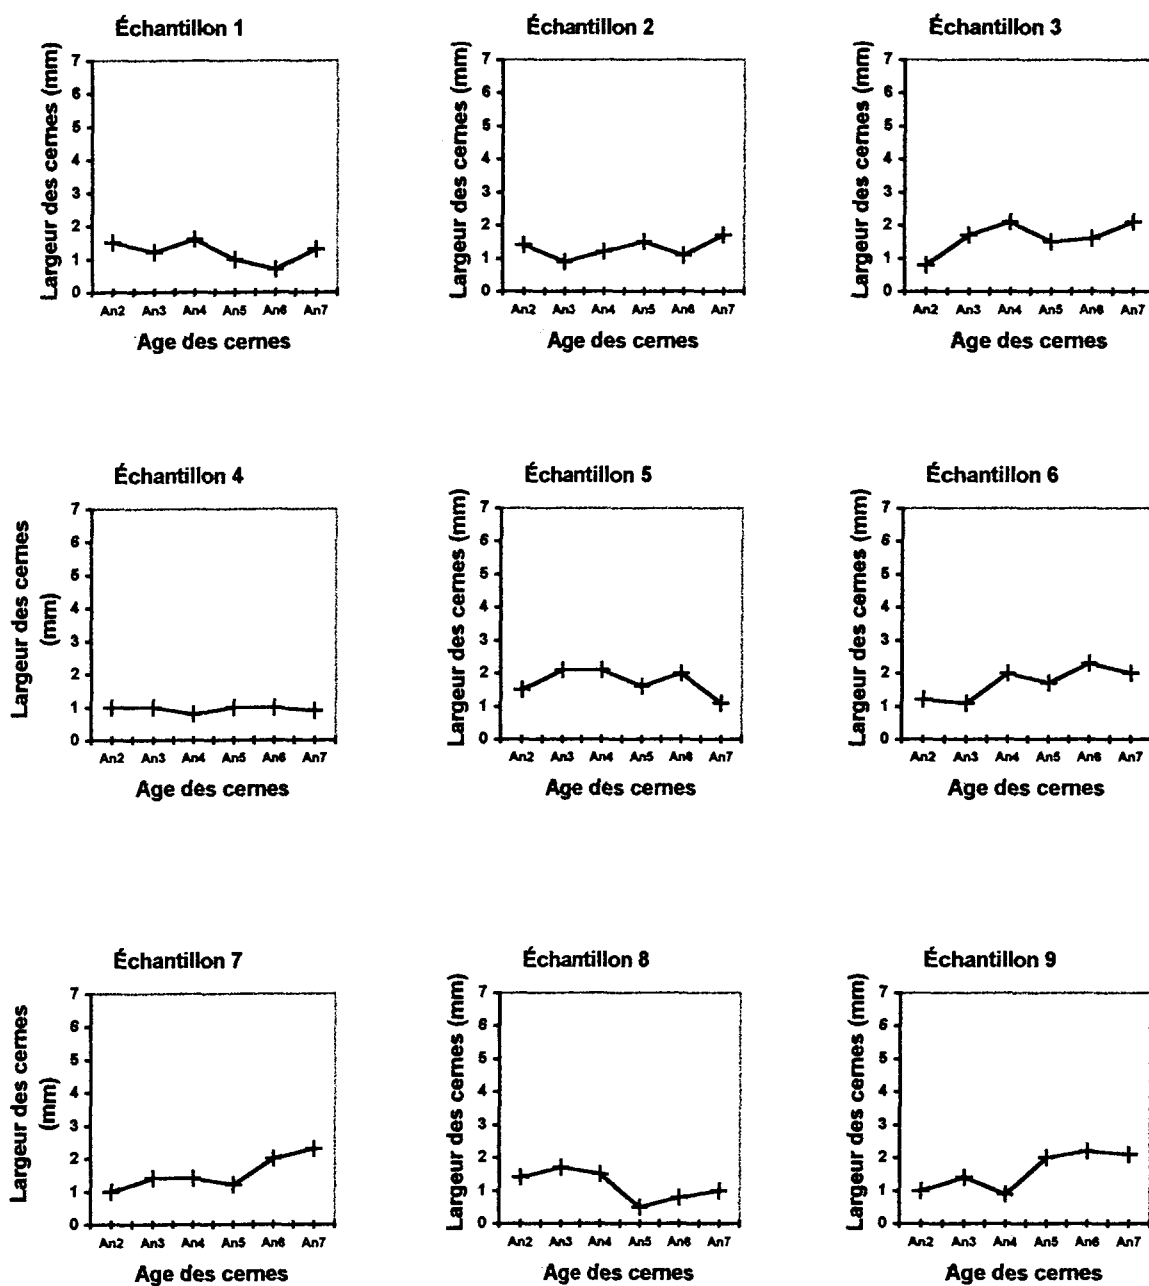 Échantillon 1
Largeur des cernes (mm)
7
6
5
4
3
2
1
0
An2 An3 An4 An5 An6 An7
Age des cernes
Échantillon 2
Largeur des cernes (mm)
7
6
5
4
3
2
1
0
An2 An3 An4 An5 An6 An7
Age des cernes
Échantillon 3
Largeur des cernes (mm)
7
6
5
4
3
2
1
0
An2 An3 An4 An5 An6 An7
Age des cernes
Échantillon 4
Largeur des cernes
(mm)
7
6
5
4
3
2
1
0
An2 An3 An4 An5 An6 An7
Age des cernes
Échantillon 5
Largeur des cernes (mm)
7
6
5
4
3
2
1
0
An2 An3 An4 An5 An6 An7
Age des cernes
Échantillon 6
Largeur des cernes (mm)
7
6
5
4
3
2
1
0
An2 An3 An4 An5 An6 An7
Age des cernes
Échantillon 7
Largeur des cernes
(mm)
7
6
5
4
3
2
1
0
An2 An3 An4 An5 An6 An7
Age des cernes
Échantillon 8
Largeur des cernes (mm)
7
6
5
4
3
2
1
0
An2 An3 An4 An5 An6 An7
Age des cernes
Échantillon 9
Largeur des cernes (mm)
7
6
5
4
3
2
1
0
An2 An3 An4 An5 An6 An7
Age des cernes